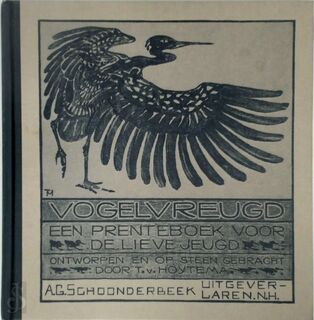 TH
VOGELVREUGD
EEN PRENTEBOEK VOOR
DE LIEVE JEUGD
ONTWORPEN EN OP STEEN GEBRACHT
DOOR T. v. HOYTEMA
A.G. SCHOONDERBEEK UITGEVER-
LAREN. N.H.